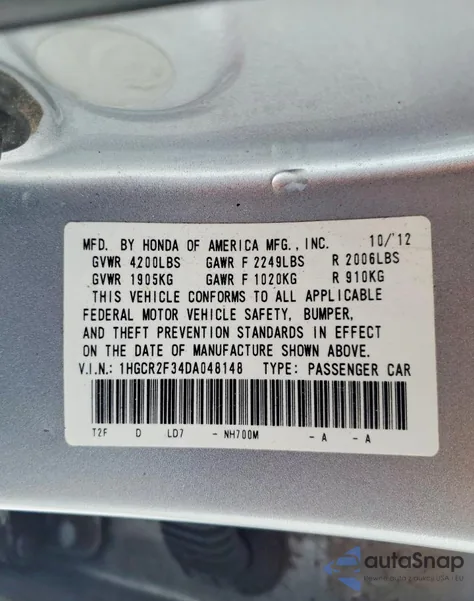 MFD. BY HONDA OF AMERICA MFG., INC. 10/'12
GVWR 4200LBS GAWR F 2249LBS R 2006LBS
GVWR 1905KG GAWR F 1020KG R 910KG
THIS VEHICLE CONFORMS TO ALL APPLICABLE
FEDERAL MOTOR VEHICLE SAFETY, BUMPER,
AND THEFT PREVENTION STANDARDS IN EFFECT
ON THE DATE OF MANUFACTURE SHOWN ABOVE.
V.I.N.: 1HGCR2F34DA048148 TYPE: PASSENGER CAR
T2F D LD7 - NH700M - A - A
autoSnap